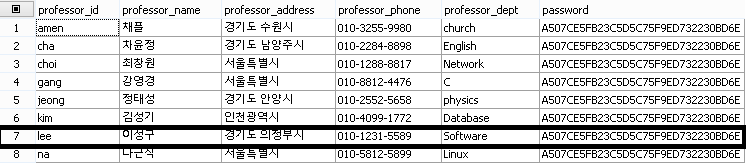 professor_id professor_name professor_address professor_phone professor_dept password
1 amen 채플 경기도 수원시 010-3255-9980 church A507CE5FB23C5D5C75F9ED732230BD6E
2 cha 차윤정 경기도 남양주시 010-2284-8898 English A507CE5FB23C5D5C75F9ED732230BD6E
3 choi 최창원 서울특별시 010-1288-8817 Network A507CE5FB23C5D5C75F9ED732230BD6E
4 gang 강영경 서울특별시 010-8812-4476 C A507CE5FB23C5D5C75F9ED732230BD6E
5 jeong 정태성 경기도 안양시 010-2552-5658 physics A507CE5FB23C5D5C75F9ED732230BD6E
6 kim 김성기 인천광역시 010-4099-1772 Database A507CE5FB23C5D5C75F9ED732230BD6E
7 lee 이성구 경기도 의정부시 010-1231-5589 Software A507CE5FB23C5D5C75F9ED732230BD6E
8 na 나근식 서울특별시 010-5812-5899 Linux A507CE5FB23C5D5C75F9ED732230BD6E